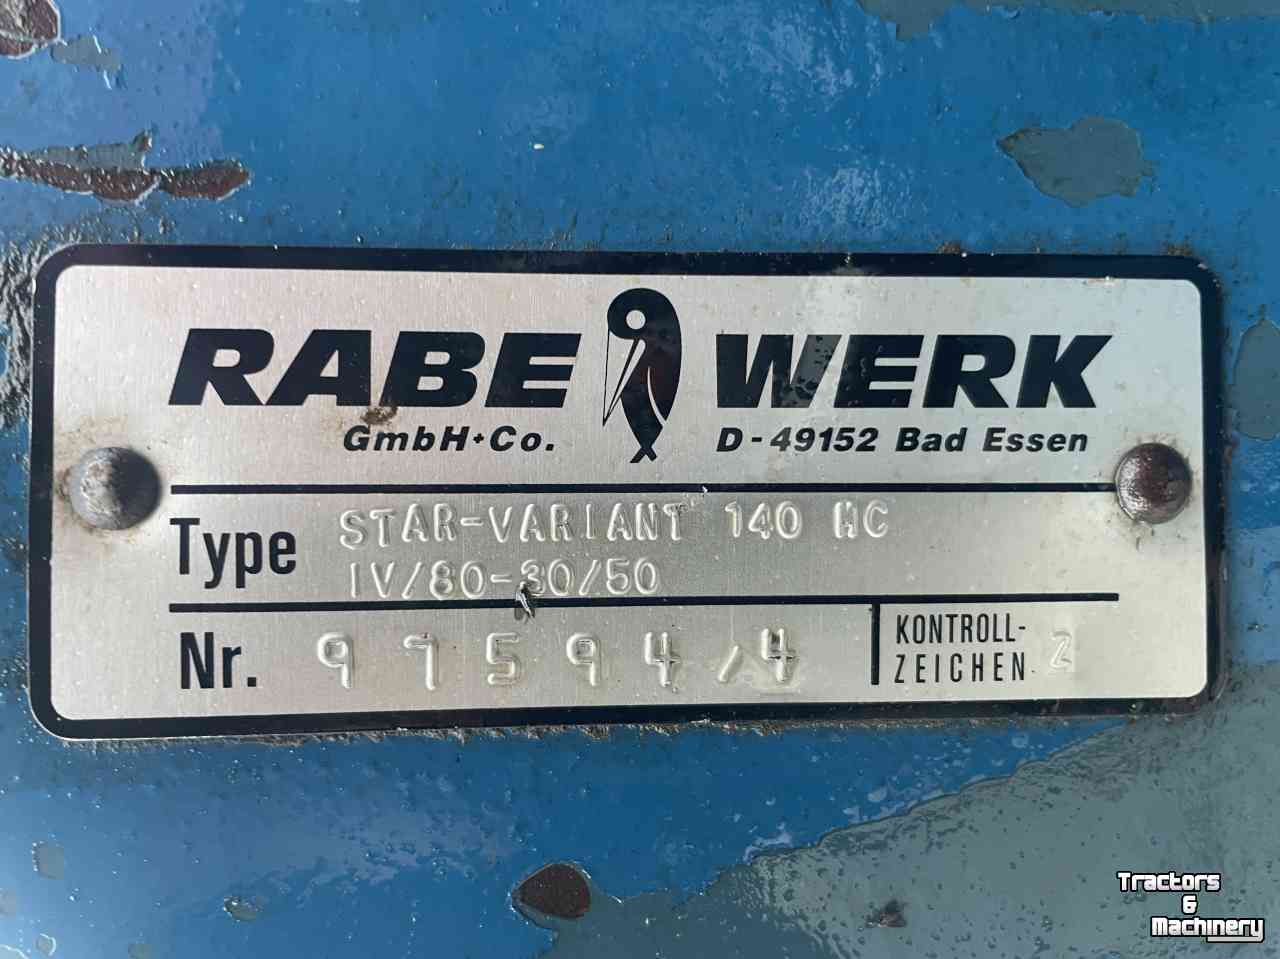 RABE WERK
GmbH+Co. D-49152 Bad Essen
Type STAR-VARIANT 140 MC
IV/80-30/50
Nr. 97594/4
KONTROLL-
ZEICHEN 2
Tractors
&
Machinery